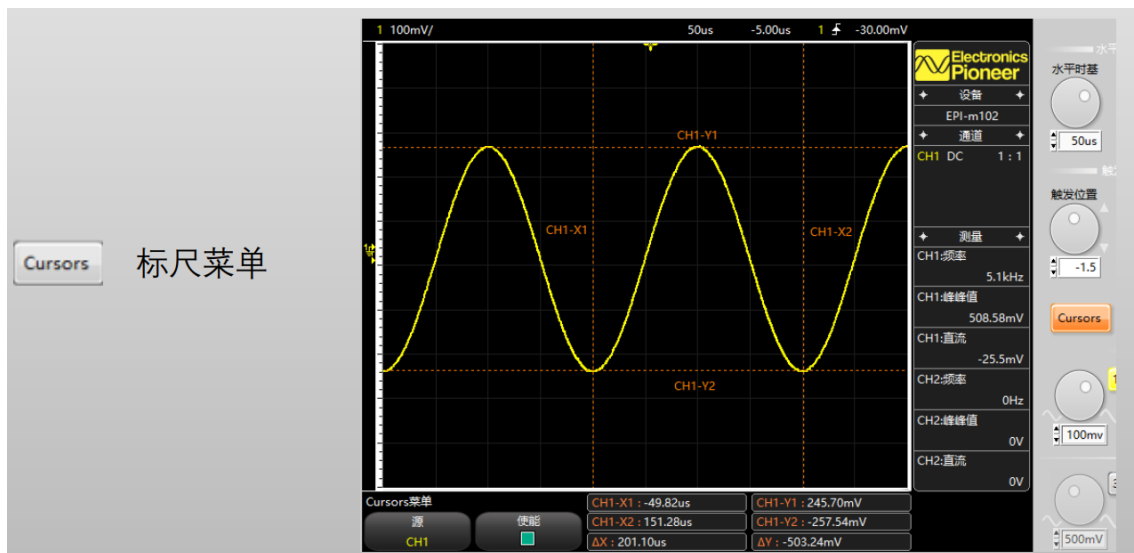 Cursors
标尺菜单
1 100mV/ 50us -5.00us 1 -30.00mV
Electronics
Pioneer
设备
EPI-m102
通道
CH1 DC 1 : 1
测量
CH1:频率
5.1kHz
CH1:峰峰值
508.58mV
CH1:直流
-25.5mV
CH2:频率
0Hz
CH2:峰峰值
0V
CH2:直流
0V
CH1-Y1
CH1-X1
CH1-X2
CH1-Y2
Cursors菜单
源
CH1
使能
CH1-X1 : -49.82us
CH1-Y1 : 245.70mV
CH1-X2 : 151.28us
CH1-Y2 : -257.54mV
ΔX : 201.10us
ΔY : -503.24mV
水平时基
50us
触发位置
-1.5
Cursors
100mv
500mV